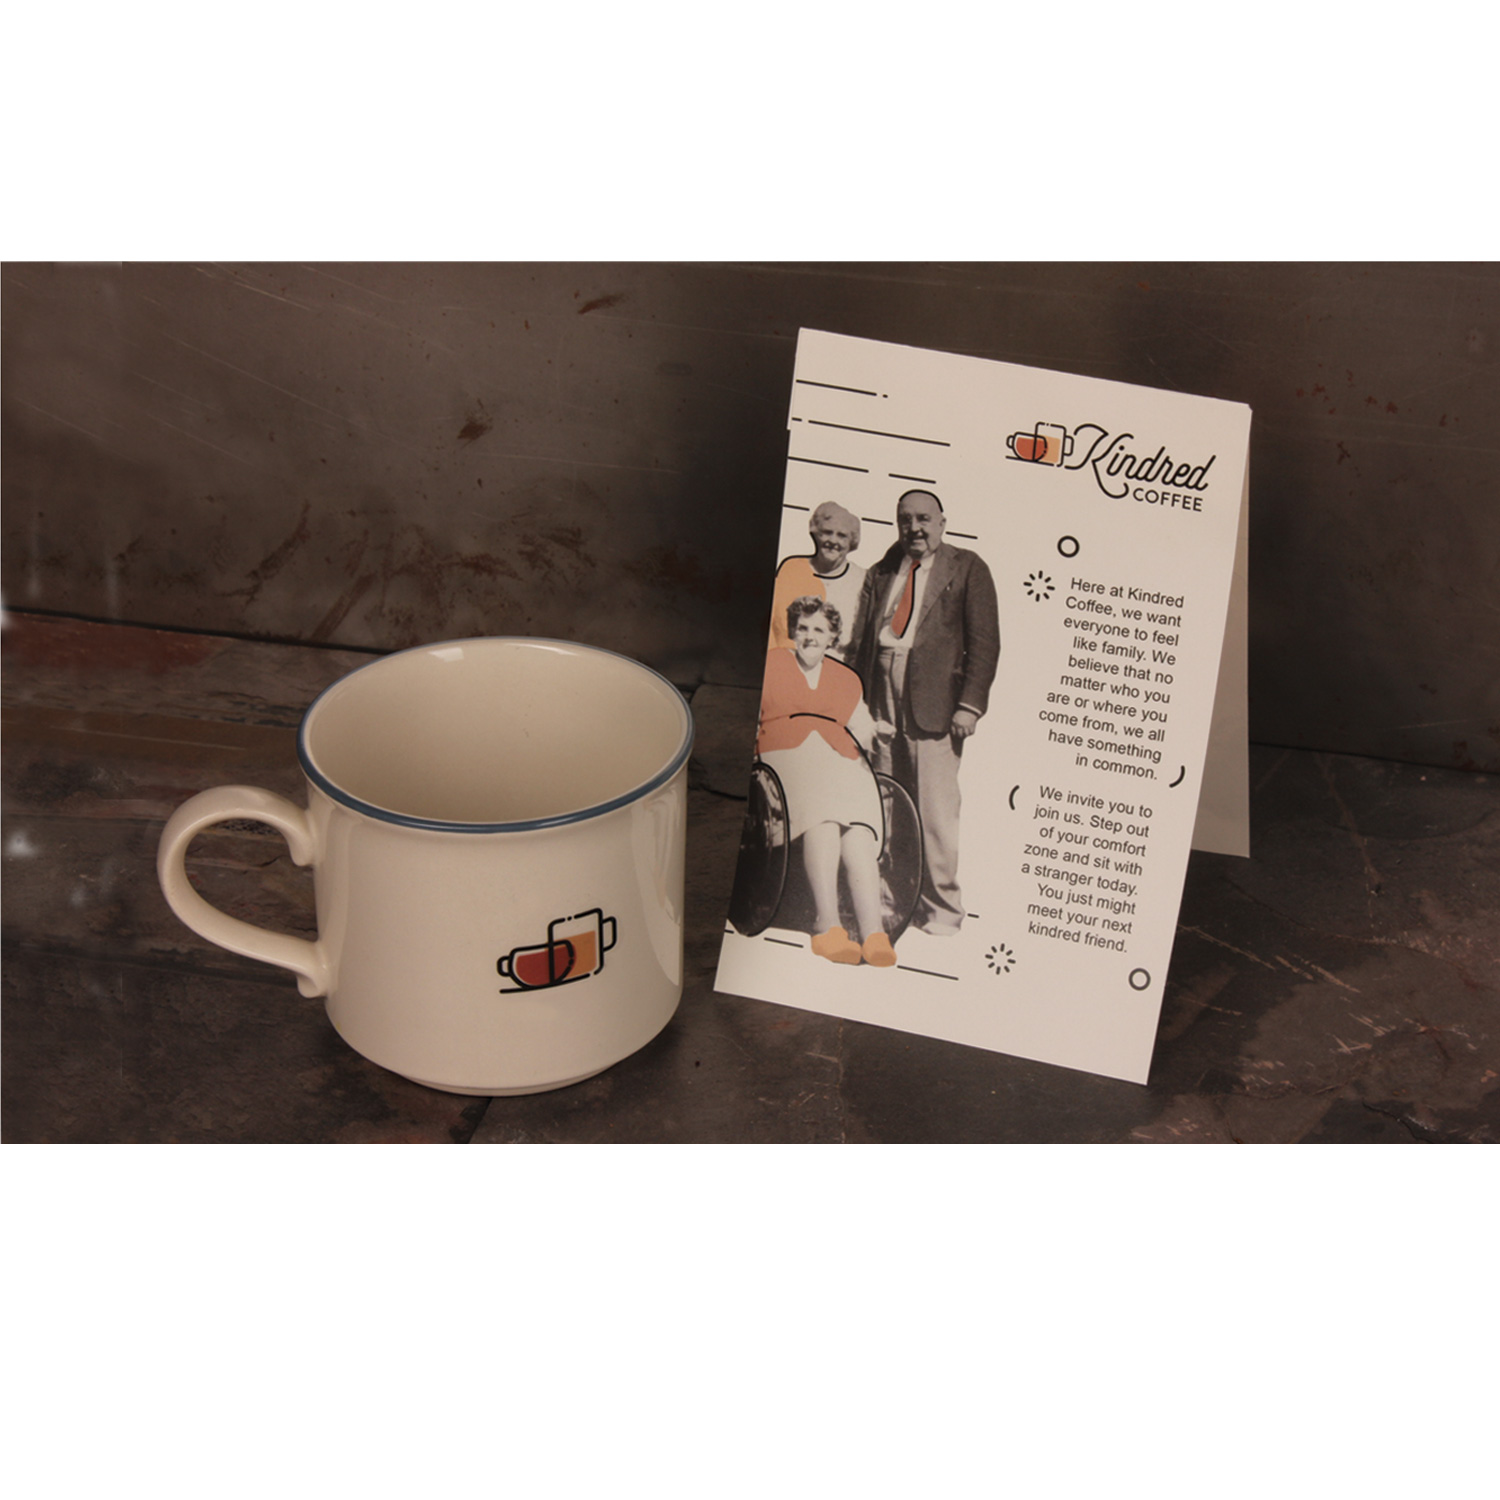 Kindred
COFFEE
Here at Kindred
Coffee, we want
everyone to feel
like family. We
believe that no
matter who you
are or where you
come from, we all
have something
in common.
We invite you to
join us. Step out
of your comfort
zone and sit with
a stranger today.
You just might
meet your next
kindred friend.